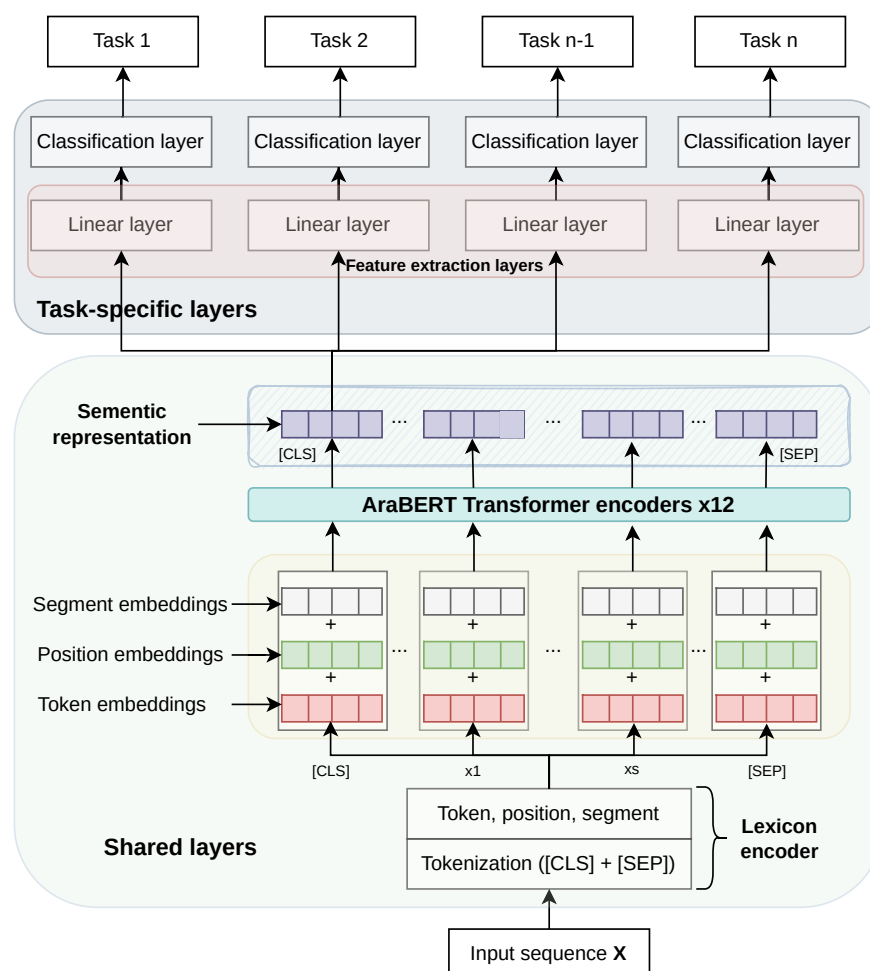 Task 1
Task 2
Task n-1
Task n
Classification layer
Classification layer
Classification layer
Classification layer
Linear layer
Linear layer
Linear layer
Linear layer
Feature extraction layers
Task-specific layers
Sementic
representation
...
...
...
[CLS]
[SEP]
AraBERT Transformer encoders x12
Segment embeddings
+
+
+
+
Position embeddings
...
...
...
+
+
+
+
Token embeddings
[CLS]
x1
xs
[SEP]
Token, position, segment
Tokenization ([CLS] + [SEP])
Lexicon
encoder
Shared layers
Input sequence X